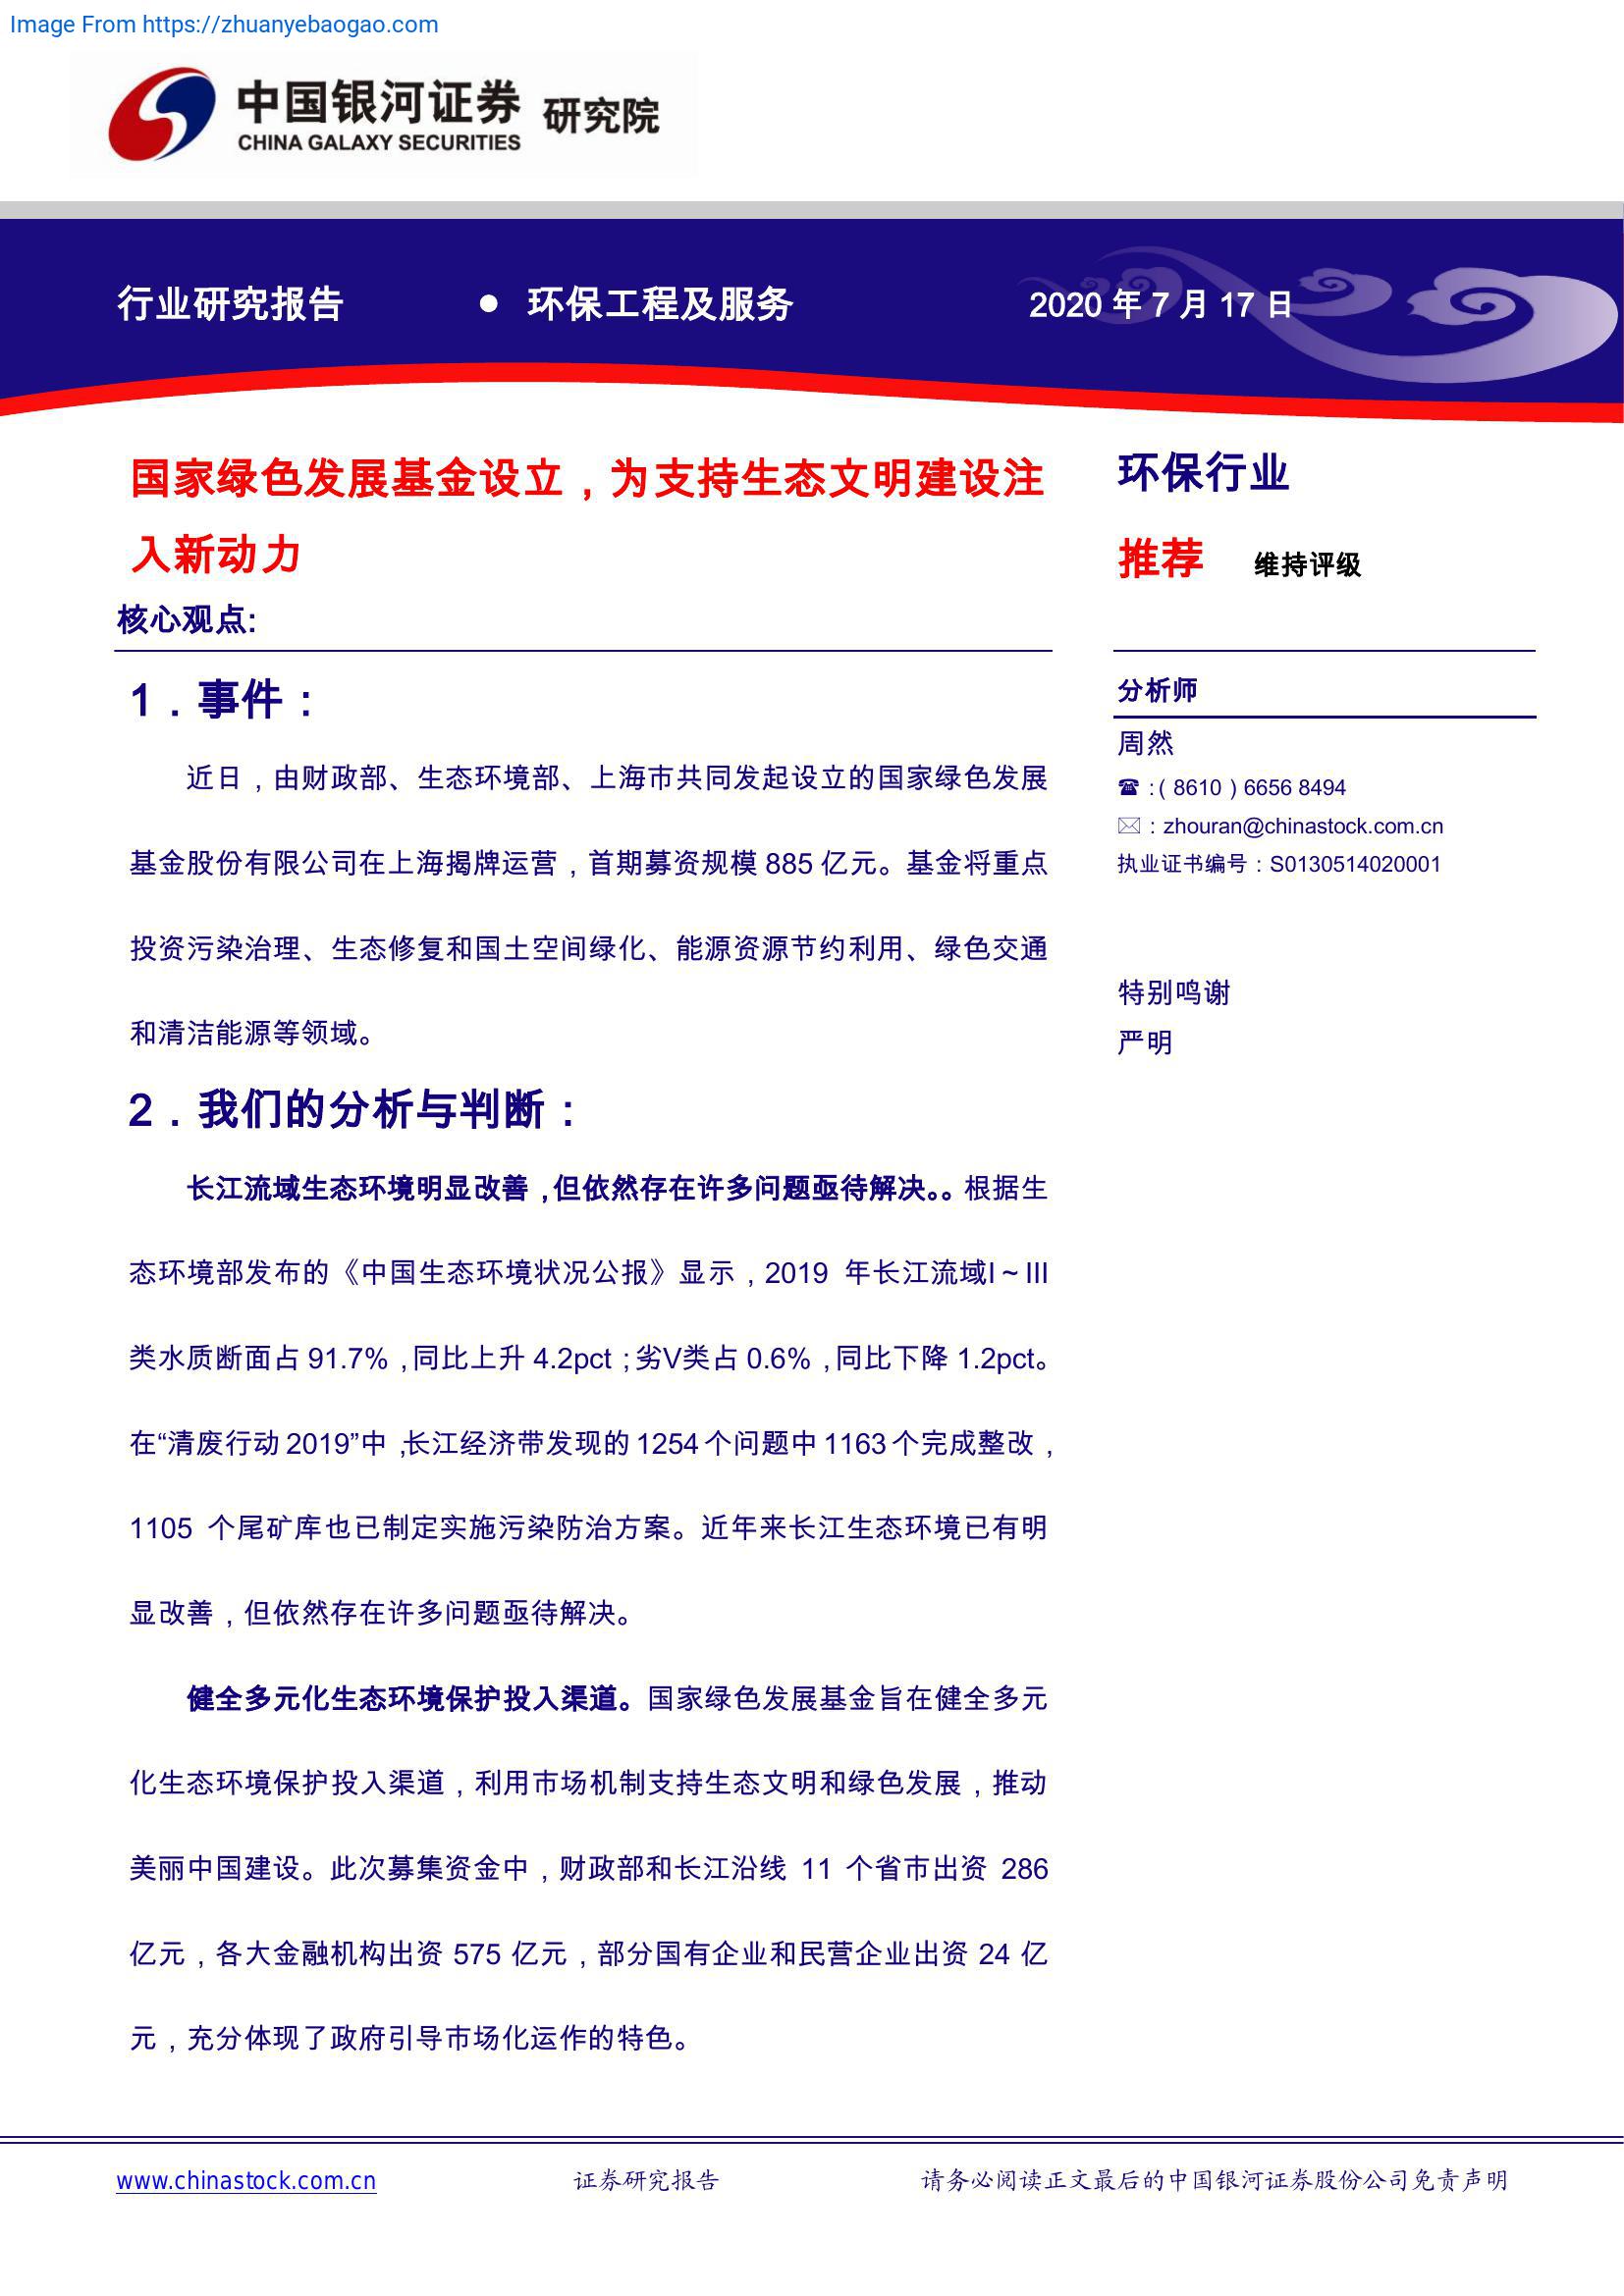 Image From https://zhuanyebaogao.com
中国银河证券 研究院
CHINA GALAXY SECURITIES
行业研究报告 ● 环保工程及服务 2020 年 7 月 17 日
国家绿色发展基金设立，为支持生态文明建设注
入新动力
核心观点:
1．事件：
近日，由财政部、生态环境部、上海市共同发起设立的国家绿色发展
基金股份有限公司在上海揭牌运营，首期募资规模 885 亿元。基金将重点
投资污染治理、生态修复和国土空间绿化、能源资源节约利用、绿色交通
和清洁能源等领域。
2．我们的分析与判断：
长江流域生态环境明显改善，但依然存在许多问题亟待解决。。根据生
态环境部发布的《中国生态环境状况公报》显示，2019 年长江流域I～III
类水质断面占 91.7%，同比上升 4.2pct；劣V类占 0.6%，同比下降 1.2pct。
在“清废行动 2019”中，长江经济带发现的 1254 个问题中 1163 个完成整改，
1105 个尾矿库也已制定实施污染防治方案。近年来长江生态环境已有明
显改善，但依然存在许多问题亟待解决。
健全多元化生态环境保护投入渠道。国家绿色发展基金旨在健全多元
化生态环境保护投入渠道，利用市场机制支持生态文明和绿色发展，推动
美丽中国建设。此次募集资金中，财政部和长江沿线 11 个省市出资 286
亿元，各大金融机构出资 575 亿元，部分国有企业和民营企业出资 24 亿
元，充分体现了政府引导市场化运作的特色。
环保行业
推荐 维持评级
分析师
周然
☎：（8610）6656 8494
✉：zhouran@chinastock.com.cn
执业证书编号：S0130514020001
特别鸣谢
严明
www.chinastock.com.cn 证券研究报告 请务必阅读正文最后的中国银河证券股份公司免责声明